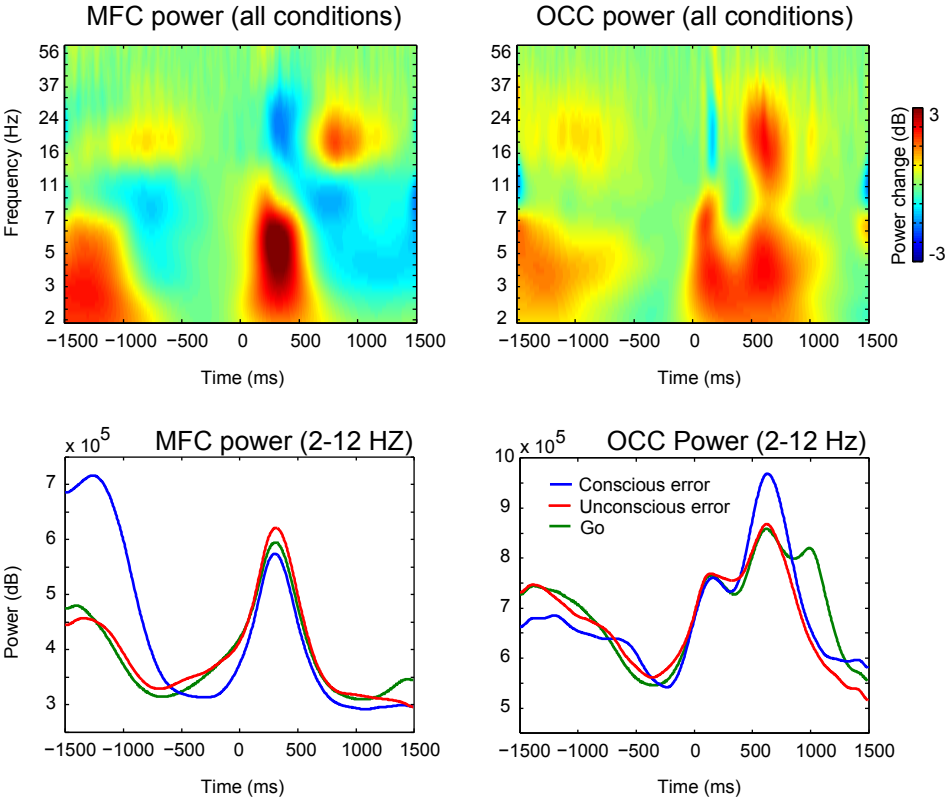 MFC power (all conditions)
OCC power (all conditions)
56
37
24
16
11
7
5
3
2
Frequency (Hz)
−1500 −1000 −500 0 500 1000 1500
Time (ms)
56
37
24
16
11
7
5
3
2
−1500 −1000 −500 0 500 1000 1500
Time (ms)
3
-3
Power change (dB)
MFC power (2-12 HZ)
x 10^5
7
6
5
4
3
Power (dB)
−1500 −1000 −500 0 500 1000 1500
Time (ms)
OCC Power (2-12 Hz)
x 10^5
10
9
8
7
6
5
Conscious error
Unconscious error
Go
−1500 −1000 −500 0 500 1000 1500
Time (ms)